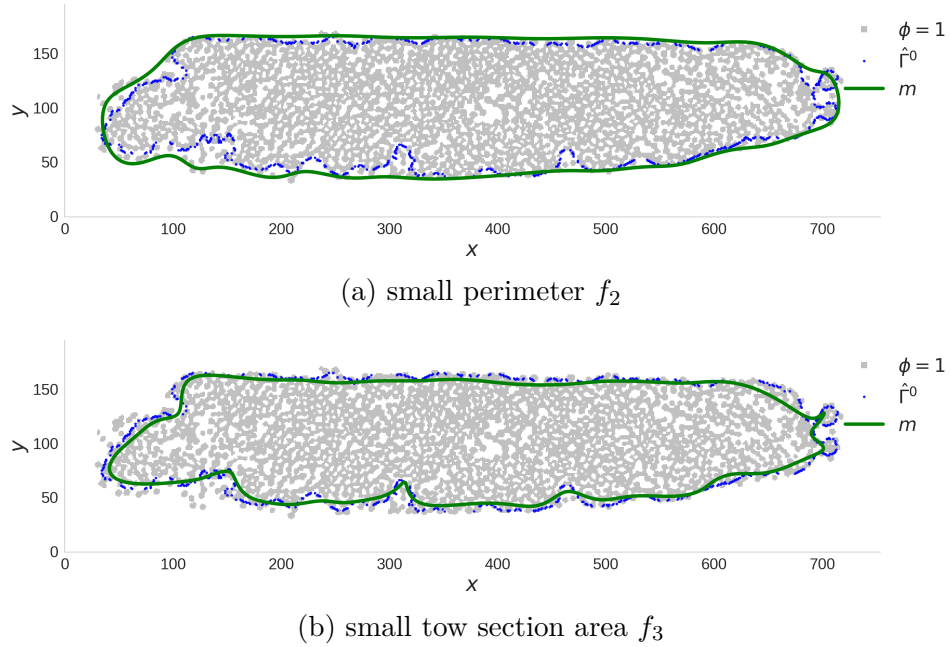 150
100
50
0
y
0 100 200 300 400 500 600 700
x
ϕ = 1
Γ̂⁰
m
(a) small perimeter f₂
150
100
50
0
y
0 100 200 300 400 500 600 700
x
ϕ = 1
Γ̂⁰
m
(b) small tow section area f₃